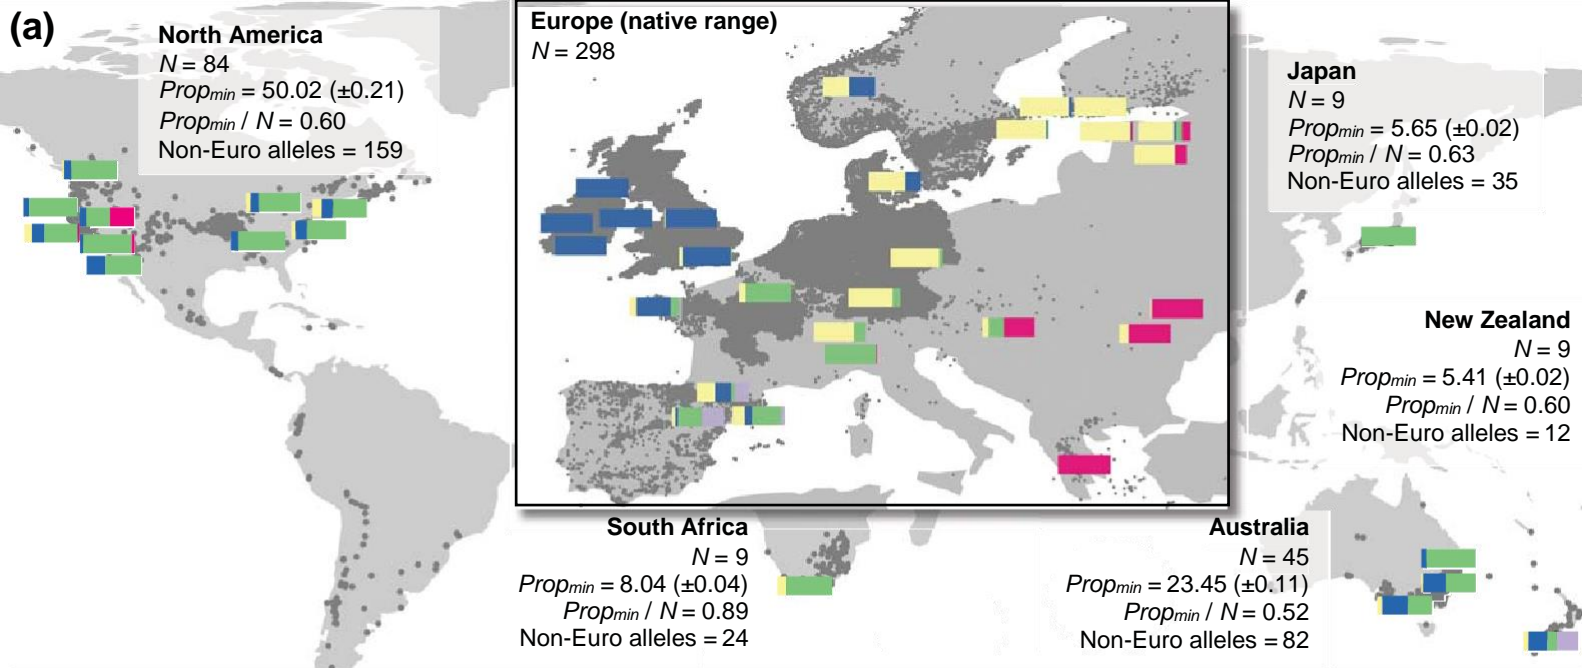 (a)
North America
N = 84
Propmin = 50.02 (±0.21)
Propmin / N = 0.60
Non-Euro alleles = 159
Europe (native range)
N = 298
Japan
N = 9
Propmin = 5.65 (±0.02)
Propmin / N = 0.63
Non-Euro alleles = 35
New Zealand
N = 9
Propmin = 5.41 (±0.02)
Propmin / N = 0.60
Non-Euro alleles = 12
South Africa
N = 9
Propmin = 8.04 (±0.04)
Propmin / N = 0.89
Non-Euro alleles = 24
Australia
N = 45
Propmin = 23.45 (±0.11)
Propmin / N = 0.52
Non-Euro alleles = 82